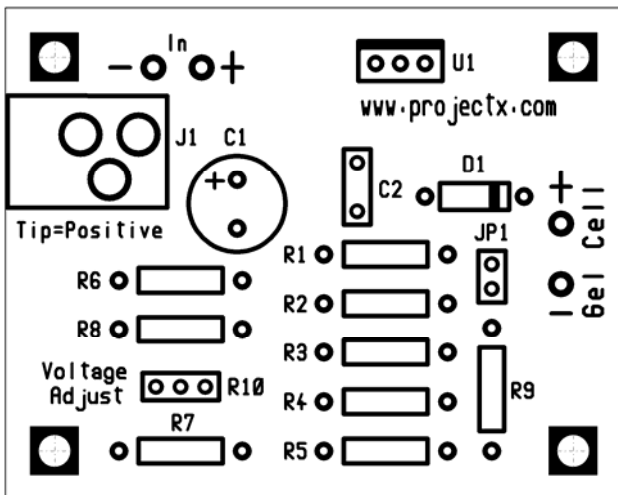 In
- +
U1
www.projectx.com
J1
C1
+
C2
D1
+
Gel Cell
-
Tip=Positive
JP1
R1
R6
R2
R8
R3
Voltage
Adjust
R10
R4
R9
R7
R5